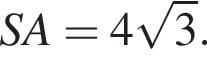 SA = 4√3.